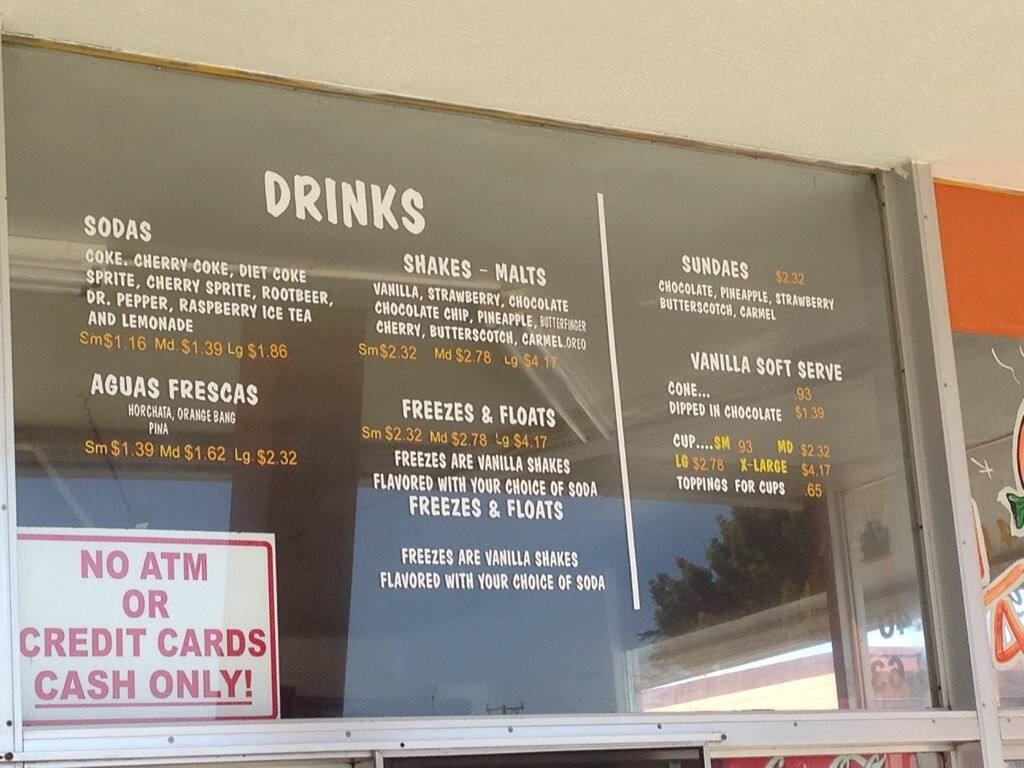 DRINKS
SODAS
COKE. CHERRY COKE, DIET COKE
SPRITE, CHERRY SPRITE, ROOTBEER,
DR. PEPPER, RASPBERRY ICE TEA
AND LEMONADE
Sm$1.16 Md.$1.39 Lg $1.86
AGUAS FRESCAS
HORCHATA, ORANGE BANG
PINA
Sm$1.39 Md $1.62 Lg.$2.32
SHAKES - MALTS
VANILLA, STRAWBERRY, CHOCOLATE
CHOCOLATE CHIP, PINEAPPLE, BUTTERFINGER
CHERRY, BUTTERSCOTCH, CARMEL.OREO
Sm$2.32 Md $2.78 Lg $4.17
FREEZES & FLOATS
Sm $2.32 Md $2.78 Lg $4.17
FREEZES ARE VANILLA SHAKES
FLAVORED WITH YOUR CHOICE OF SODA
FREEZES & FLOATS
FREEZES ARE VANILLA SHAKES
FLAVORED WITH YOUR CHOICE OF SODA
SUNDAES $2.32
CHOCOLATE, PINEAPPLE, STRAWBERRY
BUTTERSCOTCH, CARMEL
VANILLA SOFT SERVE
CONE... .93
DIPPED IN CHOCOLATE $1.39
CUP....SM 93 MD $2.32
LG $2.78 X-LARGE $4.17
TOPPINGS FOR CUPS .65
NO ATM
OR
CREDIT CARDS
CASH ONLY!